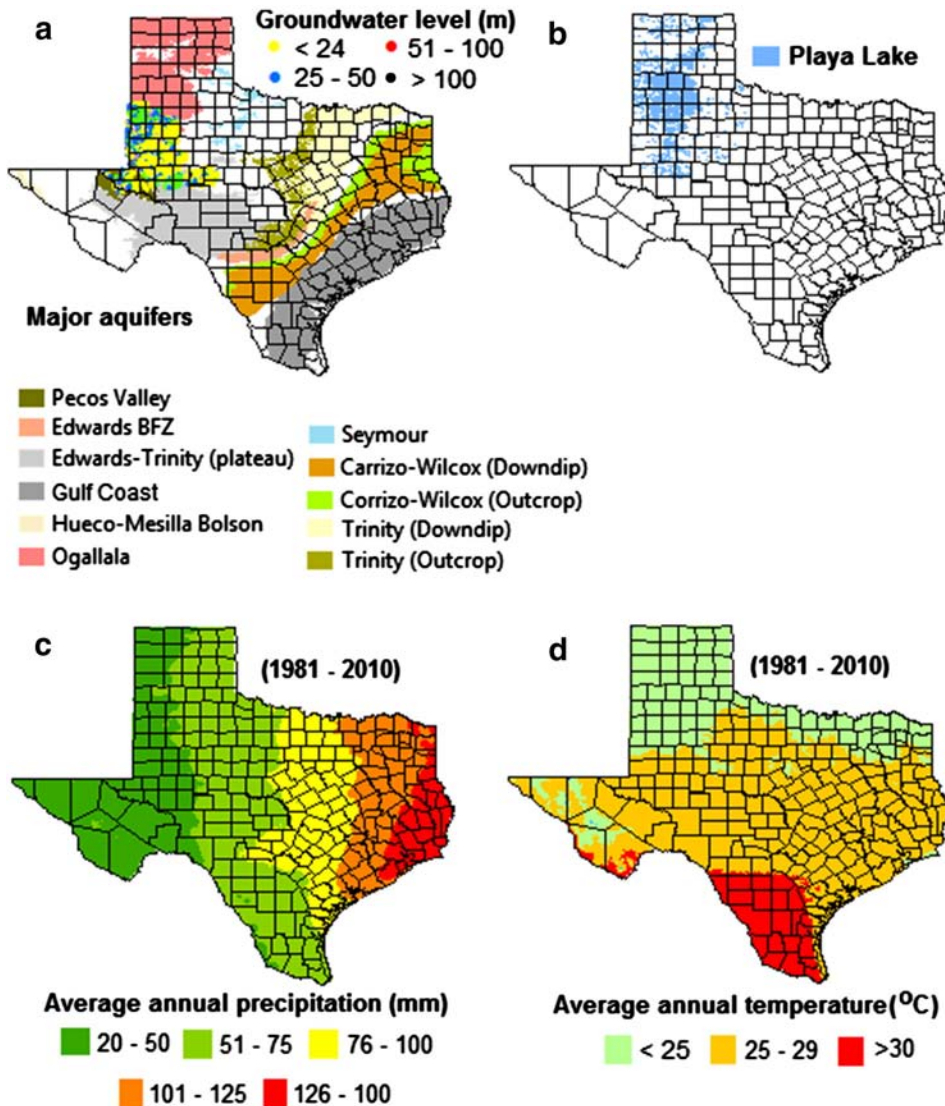 a
Groundwater level (m)
< 24
51 - 100
25 - 50
> 100
Major aquifers
Pecos Valley
Edwards BFZ
Edwards-Trinity (plateau)
Gulf Coast
Hueco-Mesilla Bolson
Ogallala
Seymour
Carrizo-Wilcox (Downdip)
Corrizo-Wilcox (Outcrop)
Trinity (Downdip)
Trinity (Outcrop)
b
Playa Lake
c
(1981 - 2010)
Average annual precipitation (mm)
20 - 50
51 - 75
76 - 100
101 - 125
126 - 100
d
(1981 - 2010)
Average annual temperature(⁰C)
< 25
25 - 29
>30